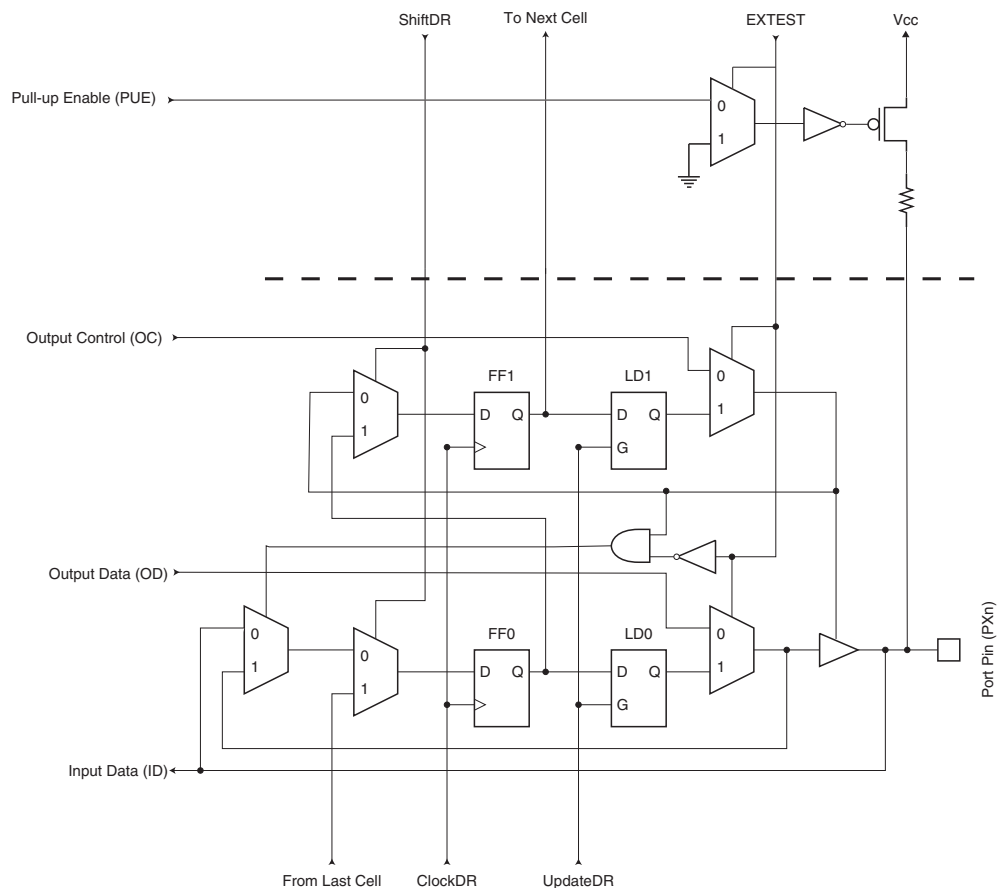 ShiftDR
To Next Cell
EXTEST
Vcc
Pull-up Enable (PUE)
0
1
Output Control (OC)
FF1
LD1
0
1
D Q
D Q
G
0
1
Output Data (OD)
FF0
LD0
0
1
0
1
D Q
D Q
G
0
1
Port Pin (PXn)
Input Data (ID)
From Last Cell
ClockDR
UpdateDR